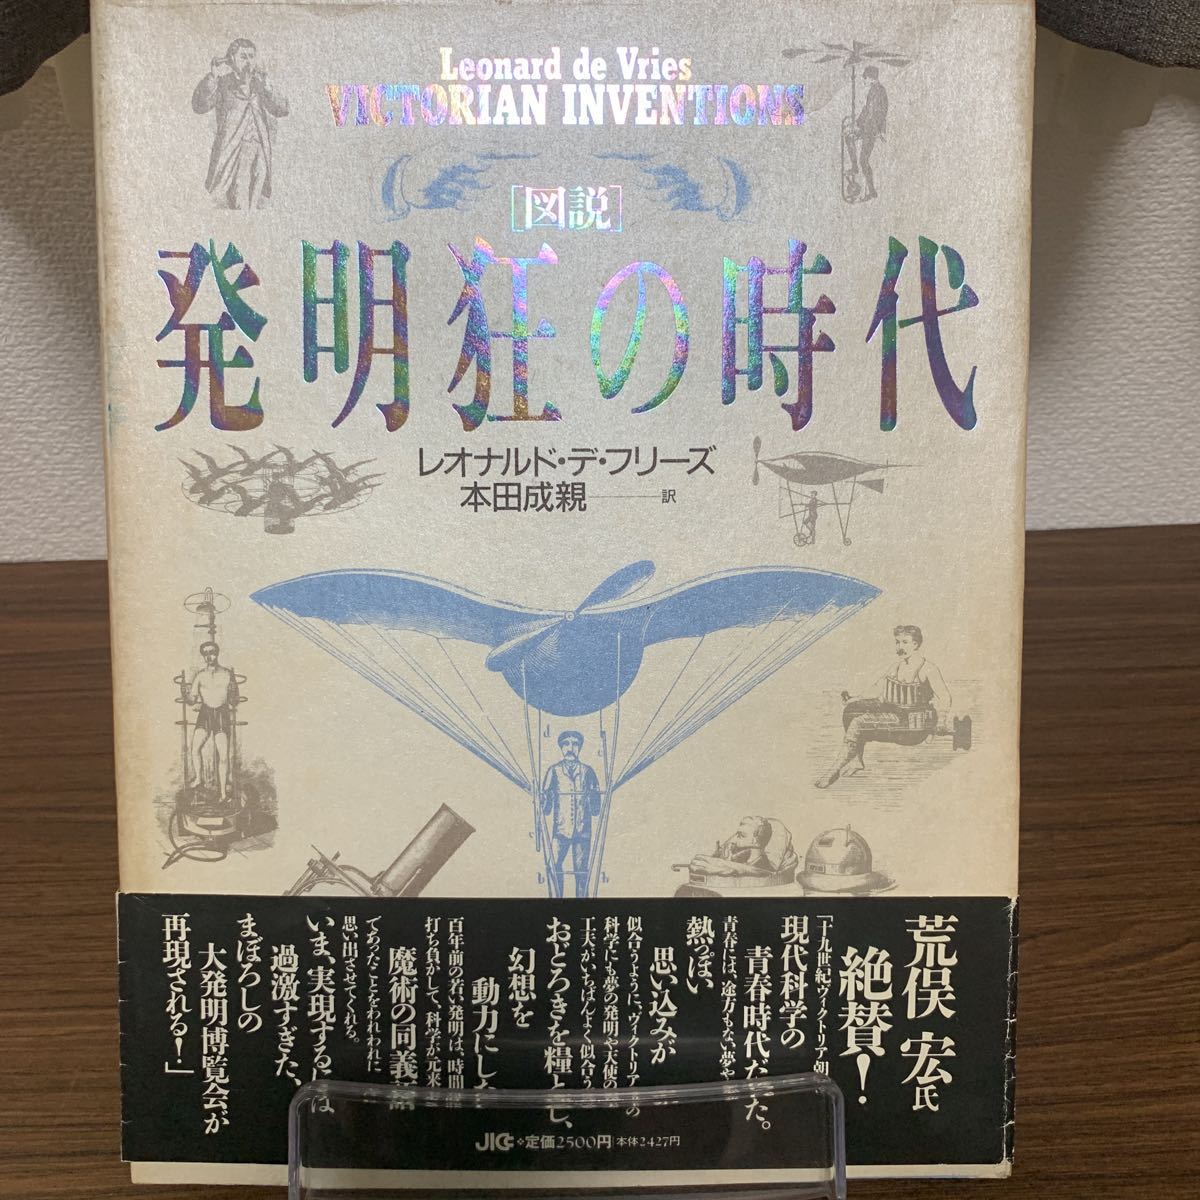 Leonard de Vries
VICTORIAN INVENTIONS
[図説]
発明狂の時代
レオナルド・デ・フリーズ
本田成親――訳
荒俣 宏氏
絶賛！
「十九世紀ヴィクトリア朝
現代科学の
青春時代だった。
青春には、途方もない夢や
熱っぽい
思い込みが
似合うように、ヴィクトリア
科学にも夢の発明や天使の
工夫がいちばんよく似合う
おどろきを糧とし、
幻想を
動力にした
百年前の若い発明は、時間
打ち負かして、科学が元来
魔術の同義語
であったことをわれわれに
思い出させてくれる。
いま、実現するには
過激すぎた、
まぼろしの
大発明博覧会が
再現される！」
JICC ❖定価2500円 本体2427円